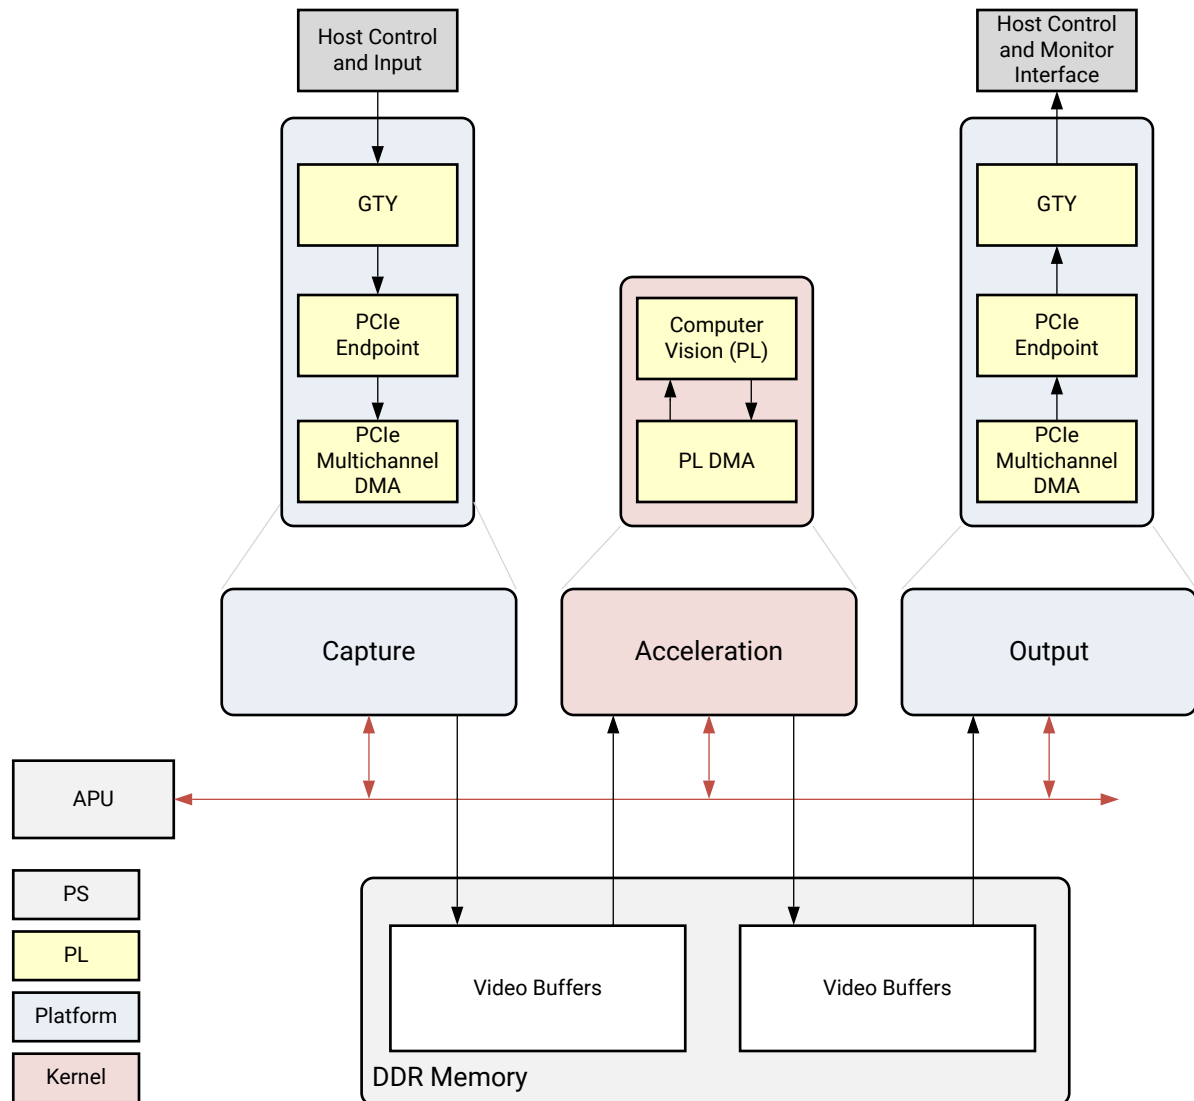 Host Control
and Input
Host Control
and Monitor
Interface
GTY
GTY
PCIe
Endpoint
Computer
Vision (PL)
PCIe
Endpoint
PCIe
Multichannel
DMA
PL DMA
PCIe
Multichannel
DMA
Capture
Acceleration
Output
APU
PS
PL
Platform
Kernel
Video Buffers
Video Buffers
DDR Memory